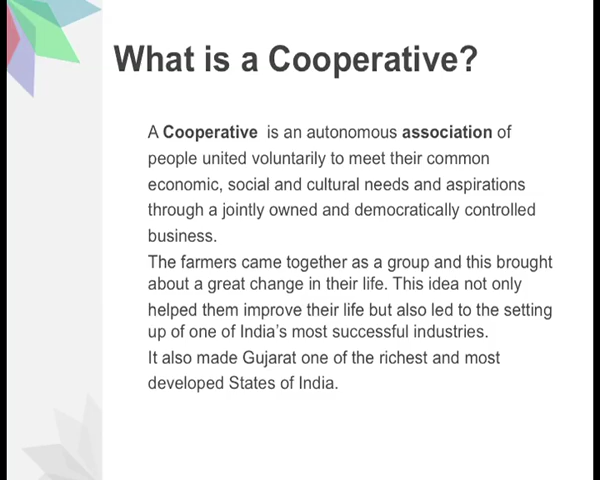 What is a Cooperative?
A Cooperative is an autonomous association of
people united voluntarily to meet their common
economic, social and cultural needs and aspirations
through a jointly owned and democratically controlled
business.
The farmers came together as a group and this brought
about a great change in their life. This idea not only
helped them improve their life but also led to the setting
up of one of India’s most successful industries.
It also made Gujarat one of the richest and most
developed States of India.